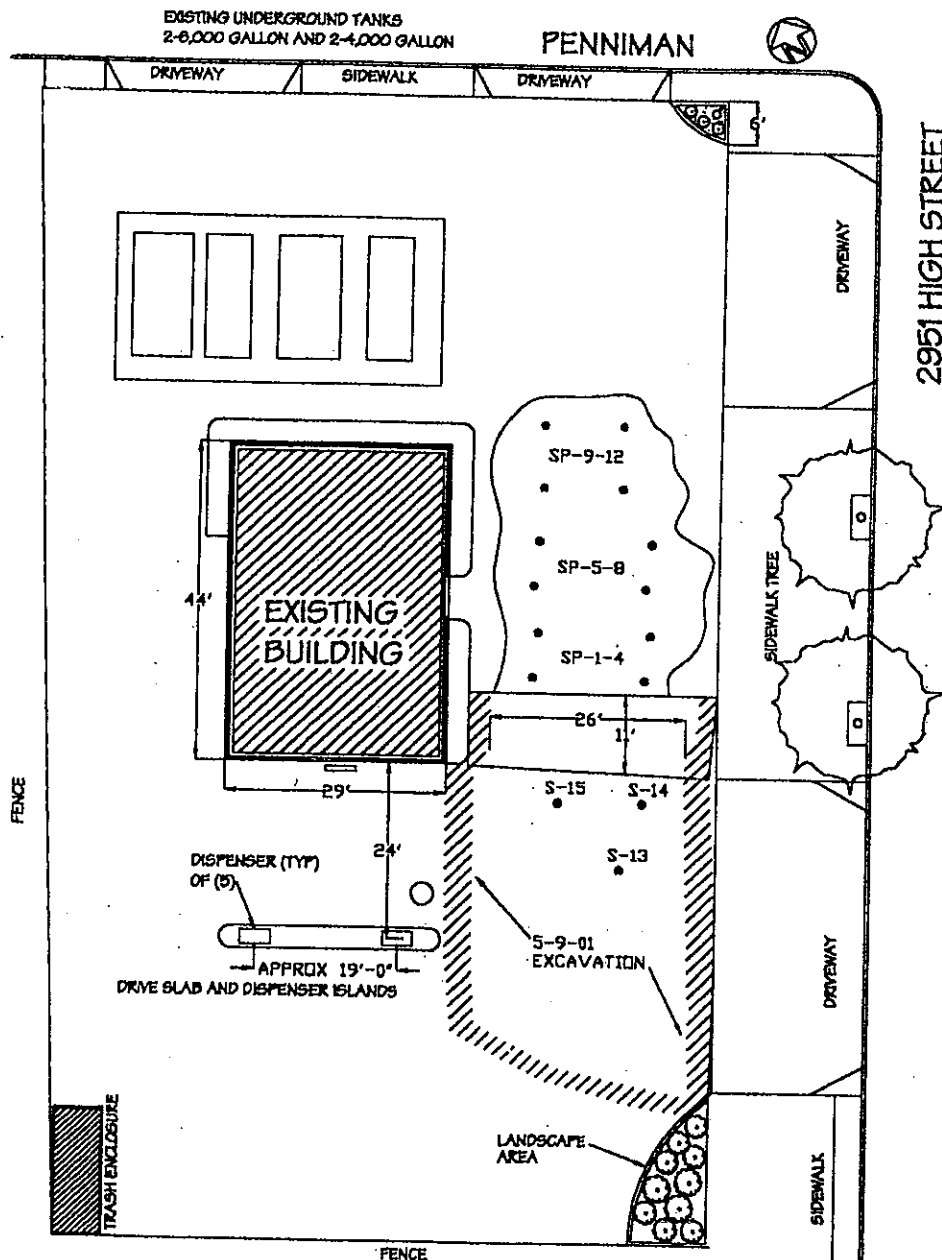 EXISTING UNDERGROUND TANKS
2-6,000 GALLON AND 2-4,000 GALLON
PENNIMAN
N
DRIVEWAY
SIDEWALK
DRIVEWAY
6'
2951 HIGH STREET
DRIVEWAY
SP-9-12
SP-5-8
SP-1-4
44'
EXISTING
BUILDING
SIDEWALK TREE
26'
11'
29'
S-15
S-14
S-13
24'
FENCE
DISPENSER (TYP)
OF (5)
5-9-01
EXCAVATION
APPROX 19'-0"
DRIVE SLAB AND DISPENSER ISLANDS
DRIVEWAY
TRASH ENCLOSURE
LANDSCAPE
AREA
SIDEWALK
FENCE